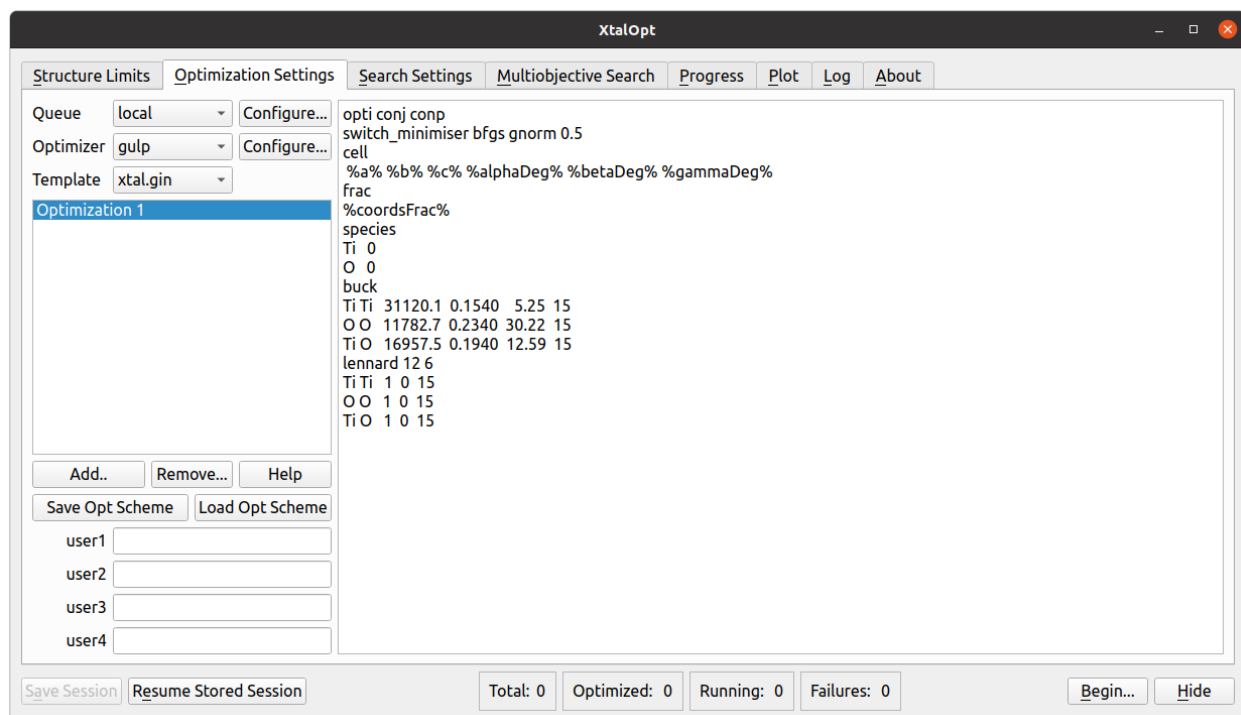 XtalOpt
Structure Limits Optimization Settings Search Settings Multiobjective Search Progress Plot Log About
Queue local Configure...
Optimizer gulp Configure...
Template xtal.gin
Optimization 1
Add.. Remove... Help
Save Opt Scheme Load Opt Scheme
user1
user2
user3
user4
opti conj conp
switch_minimiser bfgs gnorm 0.5
cell
%a% %b% %c% %alphaDeg% %betaDeg% %gammaDeg%
frac
%coordsFrac%
species
Ti 0
O 0
buck
Ti Ti 31120.1 0.1540 5.25 15
O O 11782.7 0.2340 30.22 15
Ti O 16957.5 0.1940 12.59 15
lennard 12 6
Ti Ti 1 0 15
O O 1 0 15
Ti O 1 0 15
Save Session Resume Stored Session Total: 0 Optimized: 0 Running: 0 Failures: 0 Begin... Hide